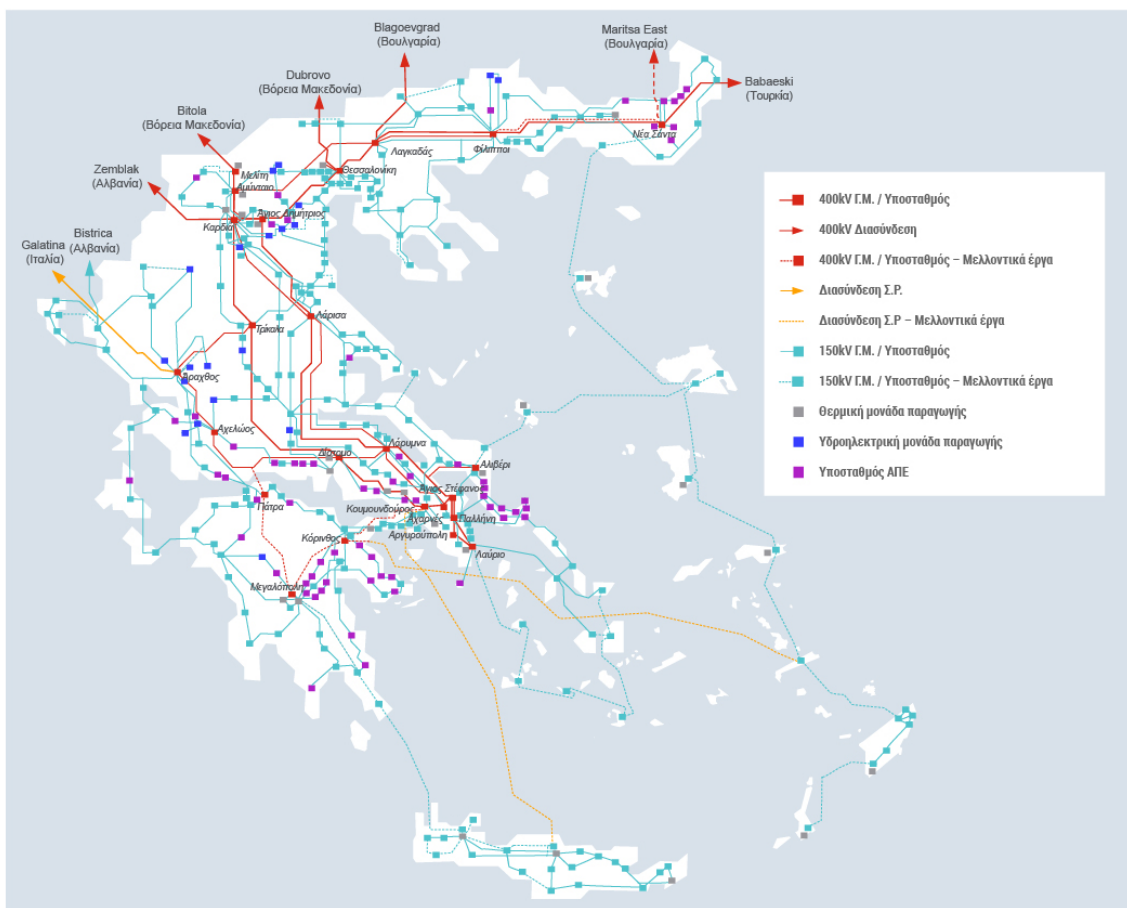 Blagoevgrad
(Βουλγαρία)
Maritsa East
(Βουλγαρία)
Dubrovo
(Βόρεια Μακεδονία)
Babaeski
(Τουρκία)
Bitola
(Βόρεια Μακεδονία)
Zemblak
(Αλβανία)
Bistrica
(Αλβανία)
Galatina
(Ιταλία)
Νέα Σάντα
Φίλιπποι
Λαγκαδάς
Θεσσαλονίκη
Μελίτη
Αμύνταιο
Άγιος Δημήτριος
Καρδιά
Λάρισα
Τρίκαλα
Άραχθος
Αχελώος
Λάρυμνα
Δίστομο
Αλιβέρι
Άγιος Στέφανος
Πάτρα
Κουμουνδούρος
Αχαρνές
Παλλήνη
Αργυρούπολη
Κόρινθος
Λαύριο
Μεγαλόπολη
400kV Γ.Μ. / Υποσταθμός
400kV Διασύνδεση
400kV Γ.Μ. / Υποσταθμός – Μελλοντικά έργα
Διασύνδεση Σ.Ρ.
Διασύνδεση Σ.Ρ – Μελλοντικά έργα
150kV Γ.Μ. / Υποσταθμός
150kV Γ.Μ. / Υποσταθμός – Μελλοντικά έργα
Θερμική μονάδα παραγωγής
Υδροηλεκτρική μονάδα παραγωγής
Υποσταθμός ΑΠΕ